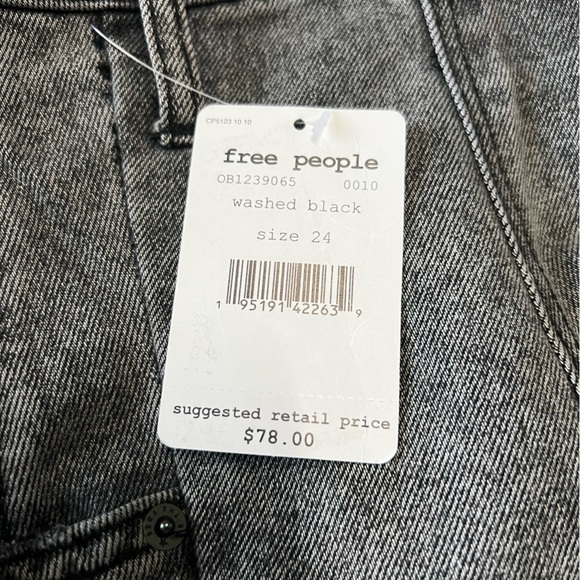 CP5123 10 10
free people
OB1239065 0010
washed black
size 24
1 95191 42263 9
suggested retail price
$78.00